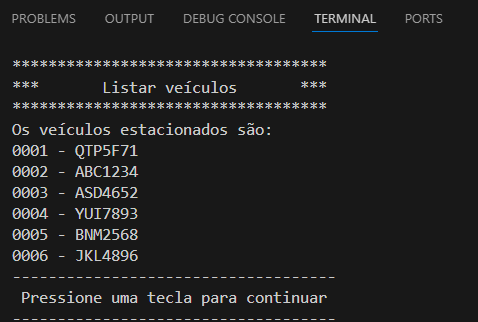 PROBLEMS OUTPUT DEBUG CONSOLE TERMINAL PORTS
***********************************
***       Listar veículos       ***
***********************************
Os veículos estacionados são:
0001 - QTP5F71
0002 - ABC1234
0003 - ASD4652
0004 - YUI7893
0005 - BNM2568
0006 - JKL4896
------------------------------------
 Pressione uma tecla para continuar
------------------------------------